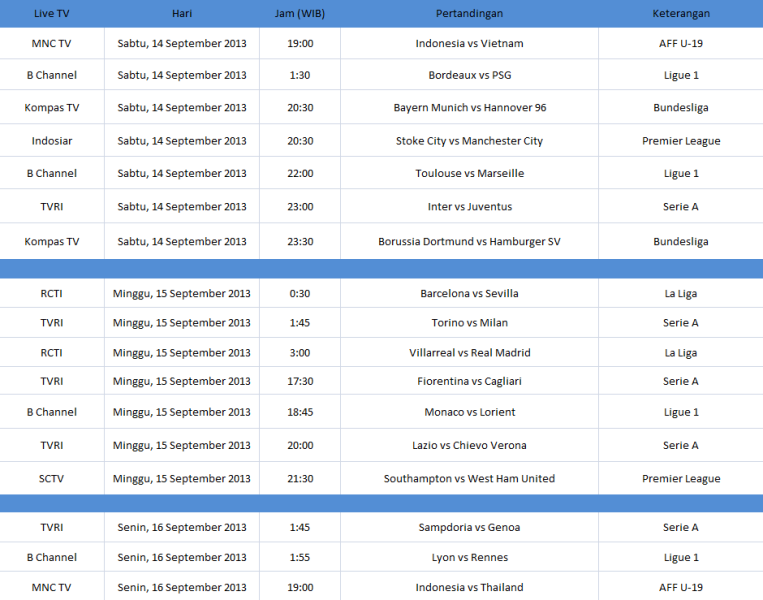 Live TV Hari Jam (WIB) Pertandingan Keterangan
MNC TV Sabtu, 14 September 2013 19:00 Indonesia vs Vietnam AFF U-19
B Channel Sabtu, 14 September 2013 1:30 Bordeaux vs PSG Ligue 1
Kompas TV Sabtu, 14 September 2013 20:30 Bayern Munich vs Hannover 96 Bundesliga
Indosiar Sabtu, 14 September 2013 20:30 Stoke City vs Manchester City Premier League
B Channel Sabtu, 14 September 2013 22:00 Toulouse vs Marseille Ligue 1
TVRI Sabtu, 14 September 2013 23:00 Inter vs Juventus Serie A
Kompas TV Sabtu, 14 September 2013 23:30 Borussia Dortmund vs Hamburger SV Bundesliga
RCTI Minggu, 15 September 2013 0:30 Barcelona vs Sevilla La Liga
TVRI Minggu, 15 September 2013 1:45 Torino vs Milan Serie A
RCTI Minggu, 15 September 2013 3:00 Villarreal vs Real Madrid La Liga
TVRI Minggu, 15 September 2013 17:30 Fiorentina vs Cagliari Serie A
B Channel Minggu, 15 September 2013 18:45 Monaco vs Lorient Ligue 1
TVRI Minggu, 15 September 2013 20:00 Lazio vs Chievo Verona Serie A
SCTV Minggu, 15 September 2013 21:30 Southampton vs West Ham United Premier League
TVRI Senin, 16 September 2013 1:45 Sampdoria vs Genoa Serie A
B Channel Senin, 16 September 2013 1:55 Lyon vs Rennes Ligue 1
MNC TV Senin, 16 September 2013 19:00 Indonesia vs Thailand AFF U-19